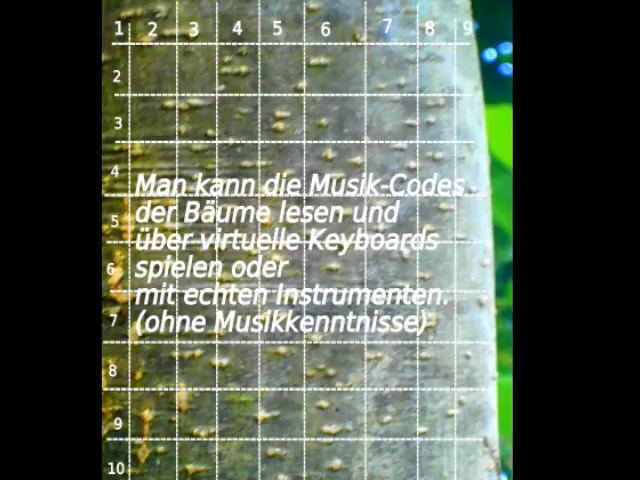 1 2 3 4 5 6 7 8 9
2
3
4
Man kann die Musik-Codes
der Bäume lesen und
5
über virtuelle Keyboards
6 spielen oder
mit echten Instrumenten.
7 (ohne Musikkenntnisse)
8
9
10